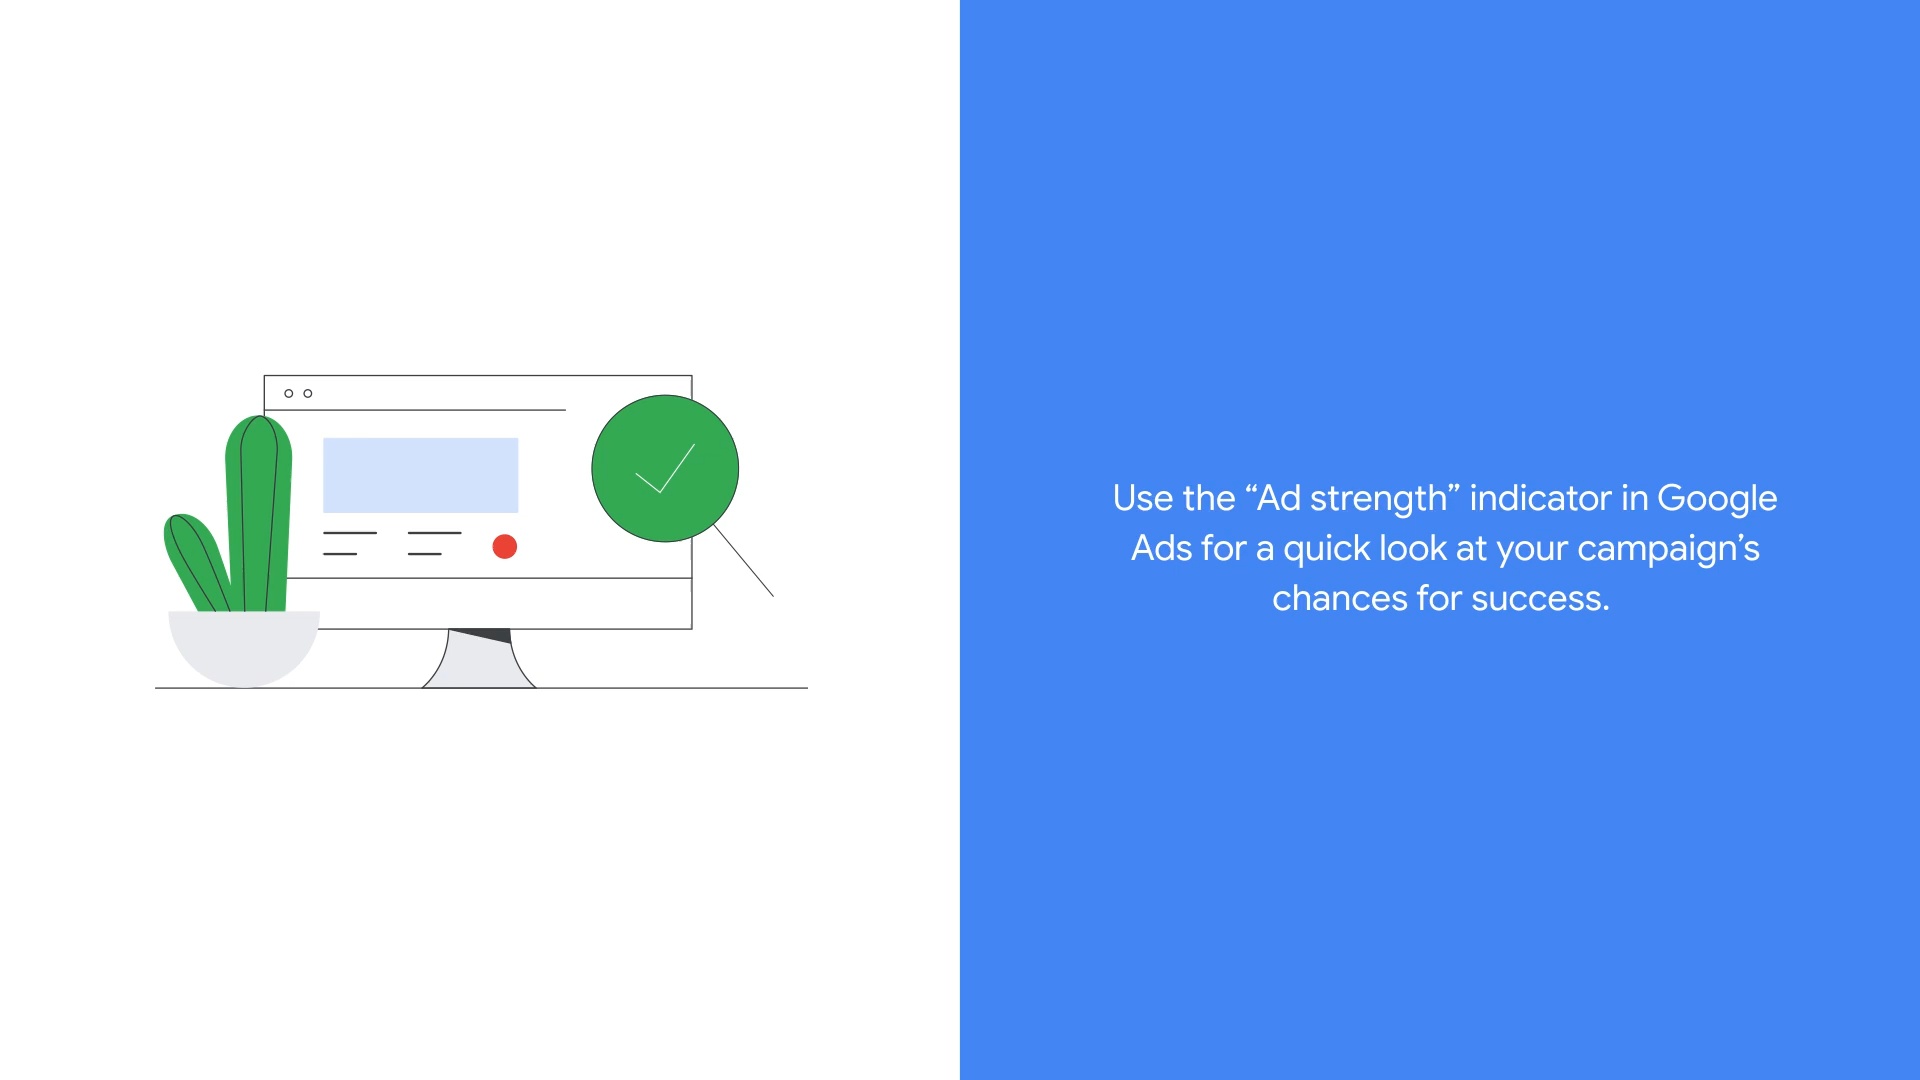 Use the “Ad strength” indicator in Google
Ads for a quick look at your campaign’s
chances for success.